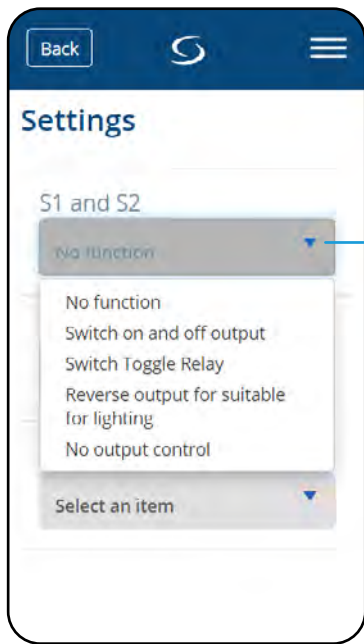 Back
Settings
S1 and S2
No function
No function
Switch on and off output
Switch Toggle Relay
Reverse output for suitable
for lighting
No output control
Select an item